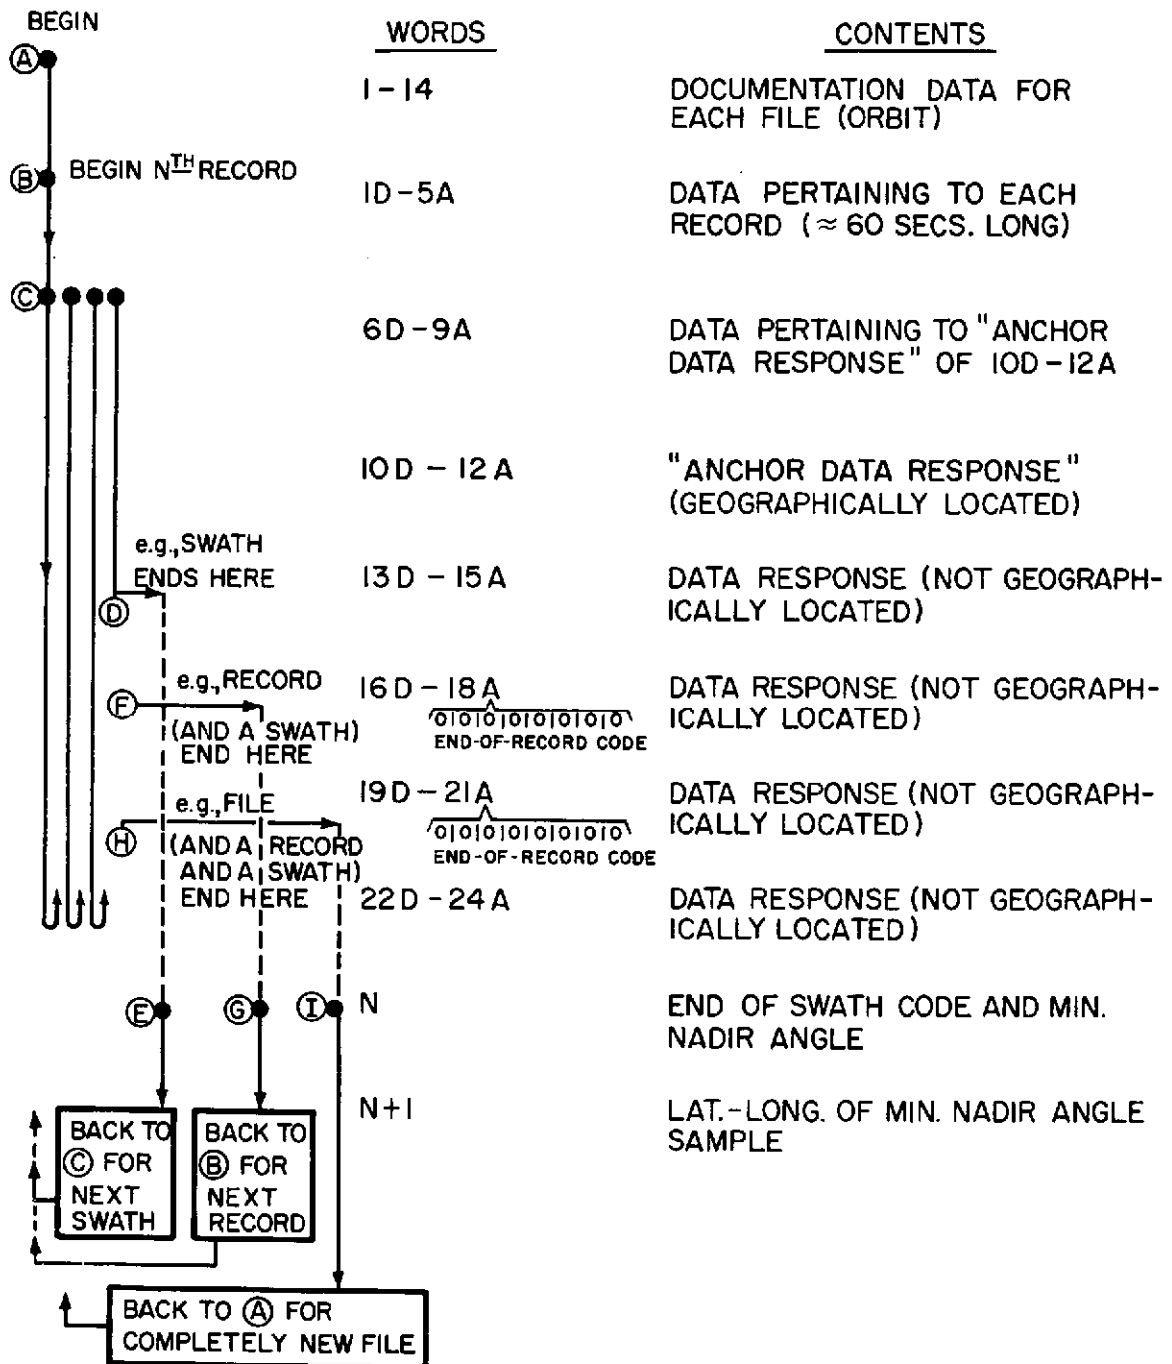 BEGIN
WORDS
CONTENTS
Ⓐ
1-14
DOCUMENTATION DATA FOR
EACH FILE (ORBIT)
Ⓑ BEGIN NTH RECORD
1D-5A
DATA PERTAINING TO EACH
RECORD (≈60 SECS. LONG)
Ⓒ
6D-9A
DATA PERTAINING TO "ANCHOR
DATA RESPONSE" OF 10D-12A
10D-12A
"ANCHOR DATA RESPONSE"
(GEOGRAPHICALLY LOCATED)
e.g., SWATH
ENDS HERE
Ⓓ
13D-15A
DATA RESPONSE (NOT GEOGRAPH-
ICALLY LOCATED)
e.g., RECORD
Ⓕ
(AND A SWATH)
END HERE
16D-18A
010101010101010
END-OF-RECORD CODE
DATA RESPONSE (NOT GEOGRAPH-
ICALLY LOCATED)
e.g., FILE
Ⓗ
(AND A RECORD
AND A SWATH)
END HERE
19D-21A
010101010101010
END-OF-RECORD CODE
DATA RESPONSE (NOT GEOGRAPH-
ICALLY LOCATED)
22D-24A
DATA RESPONSE (NOT GEOGRAPH-
ICALLY LOCATED)
Ⓔ
Ⓖ
Ⓘ
N
END OF SWATH CODE AND MIN.
NADIR ANGLE
N+1
LAT.-LONG. OF MIN. NADIR ANGLE
SAMPLE
BACK TO
Ⓒ FOR
NEXT
SWATH
BACK TO
Ⓑ FOR
NEXT
RECORD
BACK TO Ⓐ FOR
COMPLETELY NEW FILE